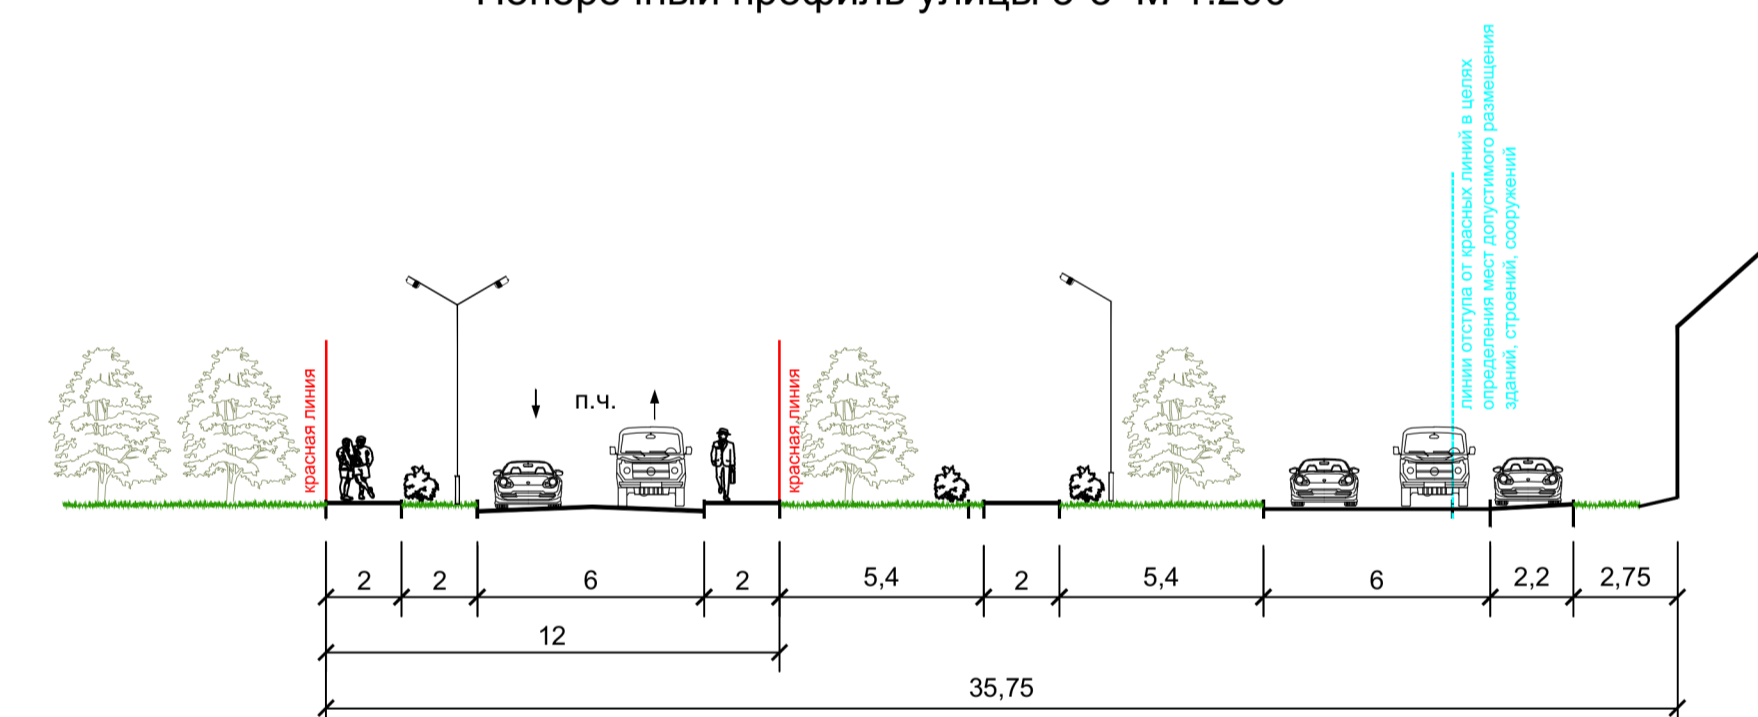 красная линия
красная линия
п.ч.
линии отступа от красных линий в целях
определения мест допустимого размещения
зданий, строений, сооружений
2 2 6 2 5,4 2 5,4 6 2,2 2,75
12
35,75